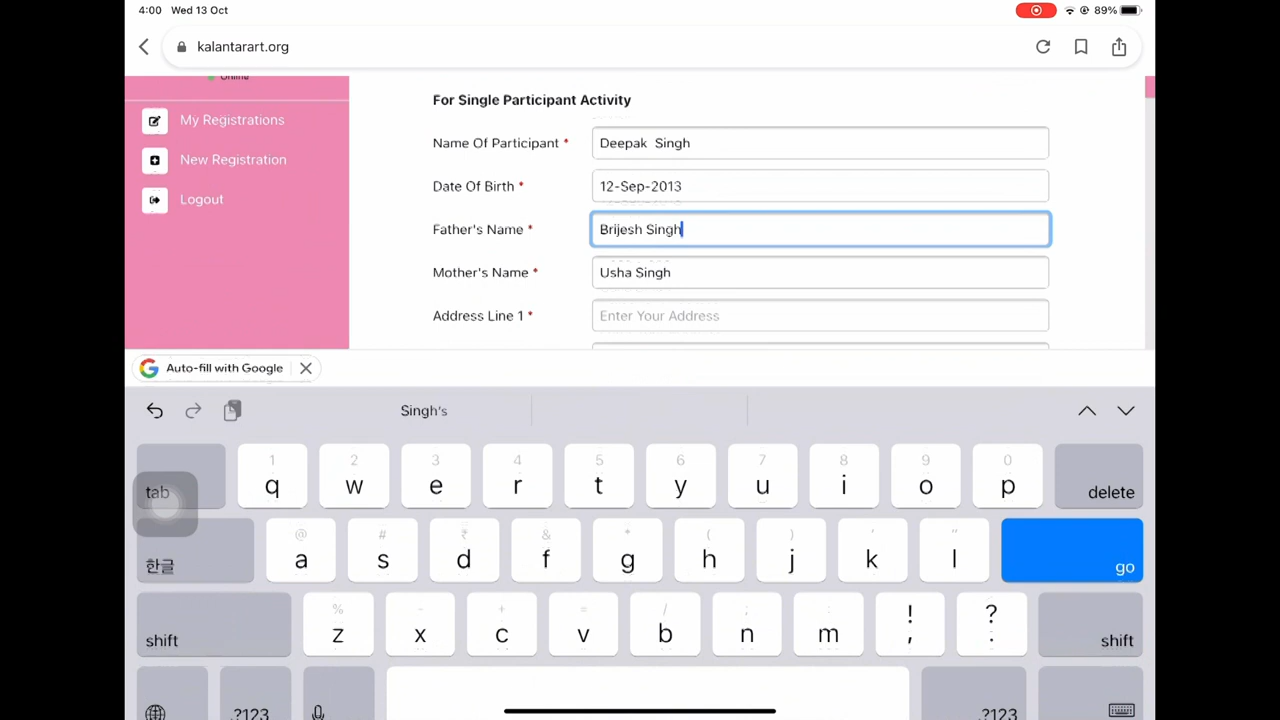 4:00 Wed 13 Oct 89%
kalantarart.org
Online
For Single Participant Activity
My Registrations
Name Of Participant * Deepak Singh
New Registration
Date Of Birth * 12-Sep-2013
Logout
Father's Name * Brijesh Singh
Mother's Name * Usha Singh
Address Line 1 * Enter Your Address
Auto-fill with Google
Singh's
1 2 3 4 5 6 7 8 9 0
tab q w e r t y u i o p delete
@ # ₹ & * ( ) ' "
한글 a s d f g h j k l go
% - + = / ; : ! ?
shift z x c v b n m , . shift
.?123 .?123